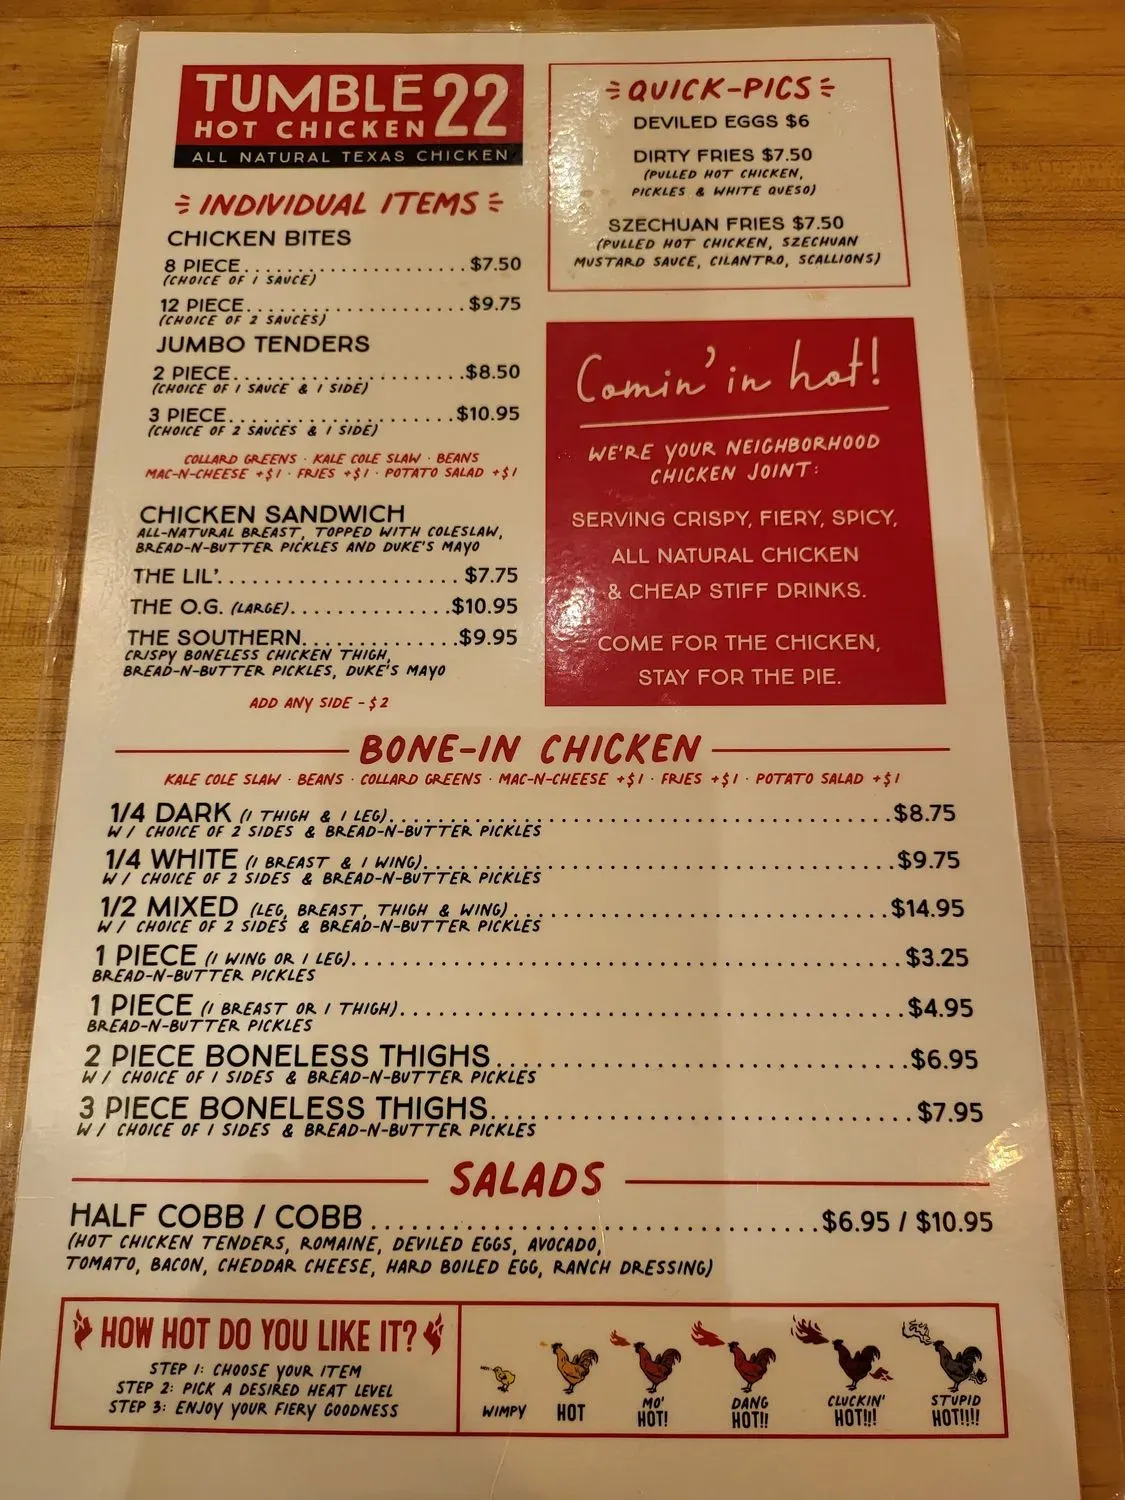 TUMBLE 22
HOT CHICKEN
ALL NATURAL TEXAS CHICKEN
INDIVIDUAL ITEMS
CHICKEN BITES
8 PIECE....................$7.50
(CHOICE OF 1 SAUCE)
12 PIECE....................$9.75
(CHOICE OF 2 SAUCES)
JUMBO TENDERS
2 PIECE.....................$8.50
(CHOICE OF 1 SAUCE & 1 SIDE)
3 PIECE....................$10.95
(CHOICE OF 2 SAUCES & 1 SIDE)
COLLARD GREENS · KALE COLE SLAW · BEANS
MAC-N-CHEESE +$1 · FRIES +$1 · POTATO SALAD +$1
CHICKEN SANDWICH
ALL-NATURAL BREAST, TOPPED WITH COLESLAW,
BREAD-N-BUTTER PICKLES AND DUKE'S MAYO
THE LIL'......................$7.75
THE O.G. (LARGE)..............$10.95
THE SOUTHERN..............$9.95
CRISPY BONELESS CHICKEN THIGH,
BREAD-N-BUTTER PICKLES, DUKE'S MAYO
ADD ANY SIDE - $2
QUICK-PICS
DEVILED EGGS $6
DIRTY FRIES $7.50
(PULLED HOT CHICKEN,
PICKLES & WHITE QUESO)
SZECHUAN FRIES $7.50
(PULLED HOT CHICKEN, SZECHUAN
MUSTARD SAUCE, CILANTRO, SCALLIONS)
Comin' in hot!
WE'RE YOUR NEIGHBORHOOD
CHICKEN JOINT:
SERVING CRISPY, FIERY, SPICY,
ALL NATURAL CHICKEN
& CHEAP STIFF DRINKS.
COME FOR THE CHICKEN,
STAY FOR THE PIE.
BONE-IN CHICKEN
KALE COLE SLAW · BEANS · COLLARD GREENS · MAC-N-CHEESE +$1 · FRIES +$1 · POTATO SALAD +$1
1/4 DARK (1 THIGH & 1 LEG)........................................$8.75
W/ CHOICE OF 2 SIDES & BREAD-N-BUTTER PICKLES
1/4 WHITE (1 BREAST & 1 WING)........................................$9.75
W/ CHOICE OF 2 SIDES & BREAD-N-BUTTER PICKLES
1/2 MIXED (LEG, BREAST, THIGH & WING)..............................$14.95
W/ CHOICE OF 2 SIDES & BREAD-N-BUTTER PICKLES
1 PIECE (1 WING OR 1 LEG)............................................$3.25
BREAD-N-BUTTER PICKLES
1 PIECE (1 BREAST OR 1 THIGH)........................................$4.95
BREAD-N-BUTTER PICKLES
2 PIECE BONELESS THIGHS................................$6.95
W/ CHOICE OF 1 SIDES & BREAD-N-BUTTER PICKLES
3 PIECE BONELESS THIGHS.................................$7.95
W/ CHOICE OF 1 SIDES & BREAD-N-BUTTER PICKLES
SALADS
HALF COBB / COBB...................................$6.95 / $10.95
(HOT CHICKEN TENDERS, ROMAINE, DEVILED EGGS, AVOCADO,
TOMATO, BACON, CHEDDAR CHEESE, HARD BOILED EGG, RANCH DRESSING)
HOW HOT DO YOU LIKE IT?
STEP 1: CHOOSE YOUR ITEM
STEP 2: PICK A DESIRED HEAT LEVEL
STEP 3: ENJOY YOUR FIERY GOODNESS
WIMPY
HOT
MO'
HOT!
DANG
HOT!!
CLUCKIN'
HOT!!!
STUPID
HOT!!!!